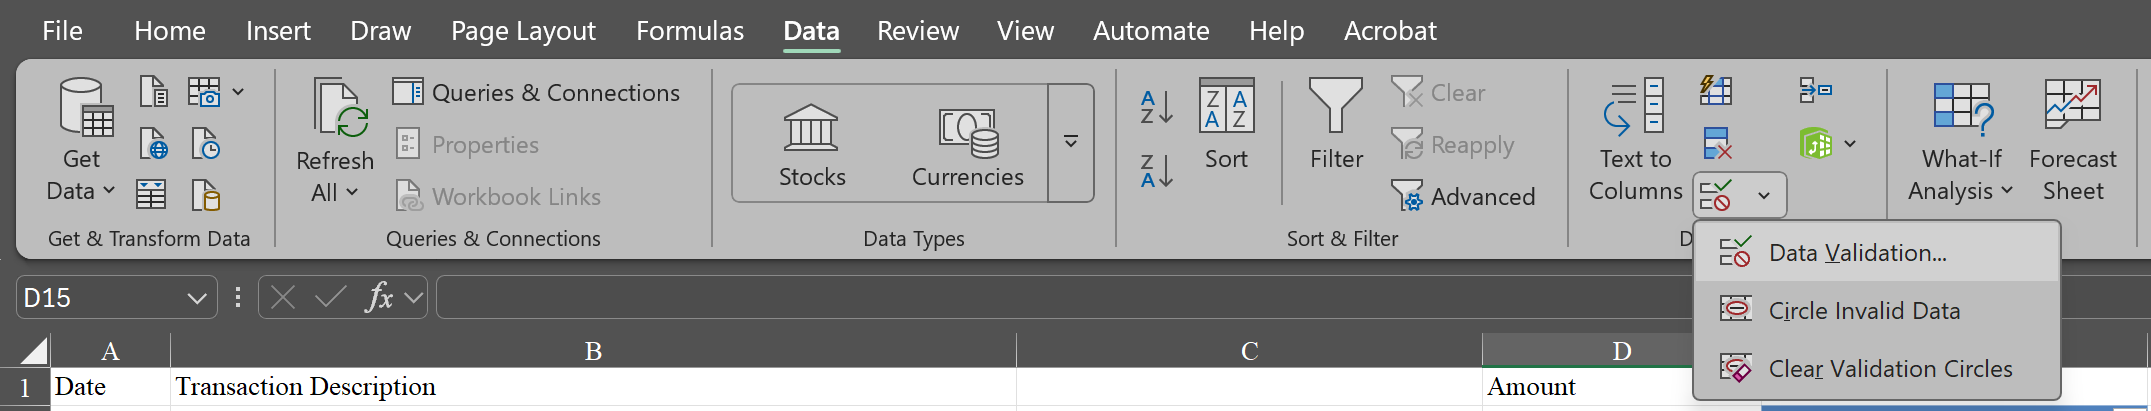 File Home Insert Draw Page Layout Formulas Data Review View Automate Help Acrobat
Get Data
Get & Transform Data
Refresh All
Queries & Connections
Properties
Workbook Links
Queries & Connections
Stocks
Currencies
Data Types
A Z
Z A
Z A A Z
Sort
Filter
Clear
Reapply
Advanced
Sort & Filter
Text to
Columns
D
Data Validation...
Circle Invalid Data
Clear Validation Circles
What-If
Analysis
Forecast
Sheet
D15
fx
A B C D
1 Date Transaction Description Amount